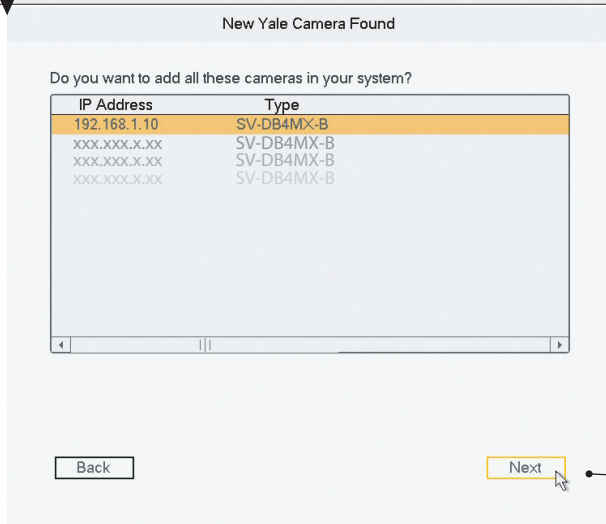 New Yale Camera Found
Do you want to add all these cameras in your system?
IP Address Type
192.168.1.10 SV-DB4MX-B
xxx.xxx.x.xx SV-DB4MX-B
xxx.xxx.x.xx SV-DB4MX-B
xxx.xxx.x.xx SV-DB4MX-B
Back Next